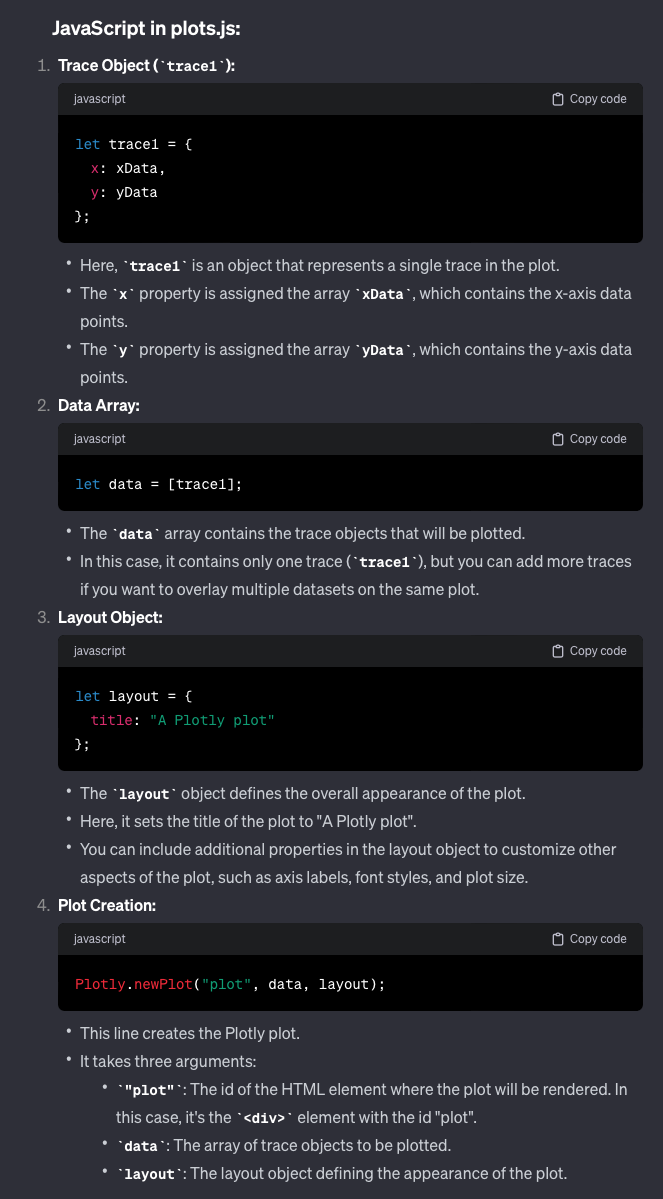 JavaScript in plots.js:
1. Trace Object (`trace1`):
javascript
Copy code
let trace1 = {
  x: xData,
  y: yData
};
• Here, `trace1` is an object that represents a single trace in the plot.
• The `x` property is assigned the array `xData`, which contains the x-axis data
points.
• The `y` property is assigned the array `yData`, which contains the y-axis data
points.
2. Data Array:
javascript
Copy code
let data = [trace1];
• The `data` array contains the trace objects that will be plotted.
• In this case, it contains only one trace (`trace1`), but you can add more traces
if you want to overlay multiple datasets on the same plot.
3. Layout Object:
javascript
Copy code
let layout = {
  title: "A Plotly plot"
};
• The `layout` object defines the overall appearance of the plot.
• Here, it sets the title of the plot to "A Plotly plot".
• You can include additional properties in the layout object to customize other
aspects of the plot, such as axis labels, font styles, and plot size.
4. Plot Creation:
javascript
Copy code
Plotly.newPlot("plot", data, layout);
• This line creates the Plotly plot.
• It takes three arguments:
• `"plot"`: The id of the HTML element where the plot will be rendered. In
this case, it's the `<div>` element with the id "plot".
• `data`: The array of trace objects to be plotted.
• `layout`: The layout object defining the appearance of the plot.